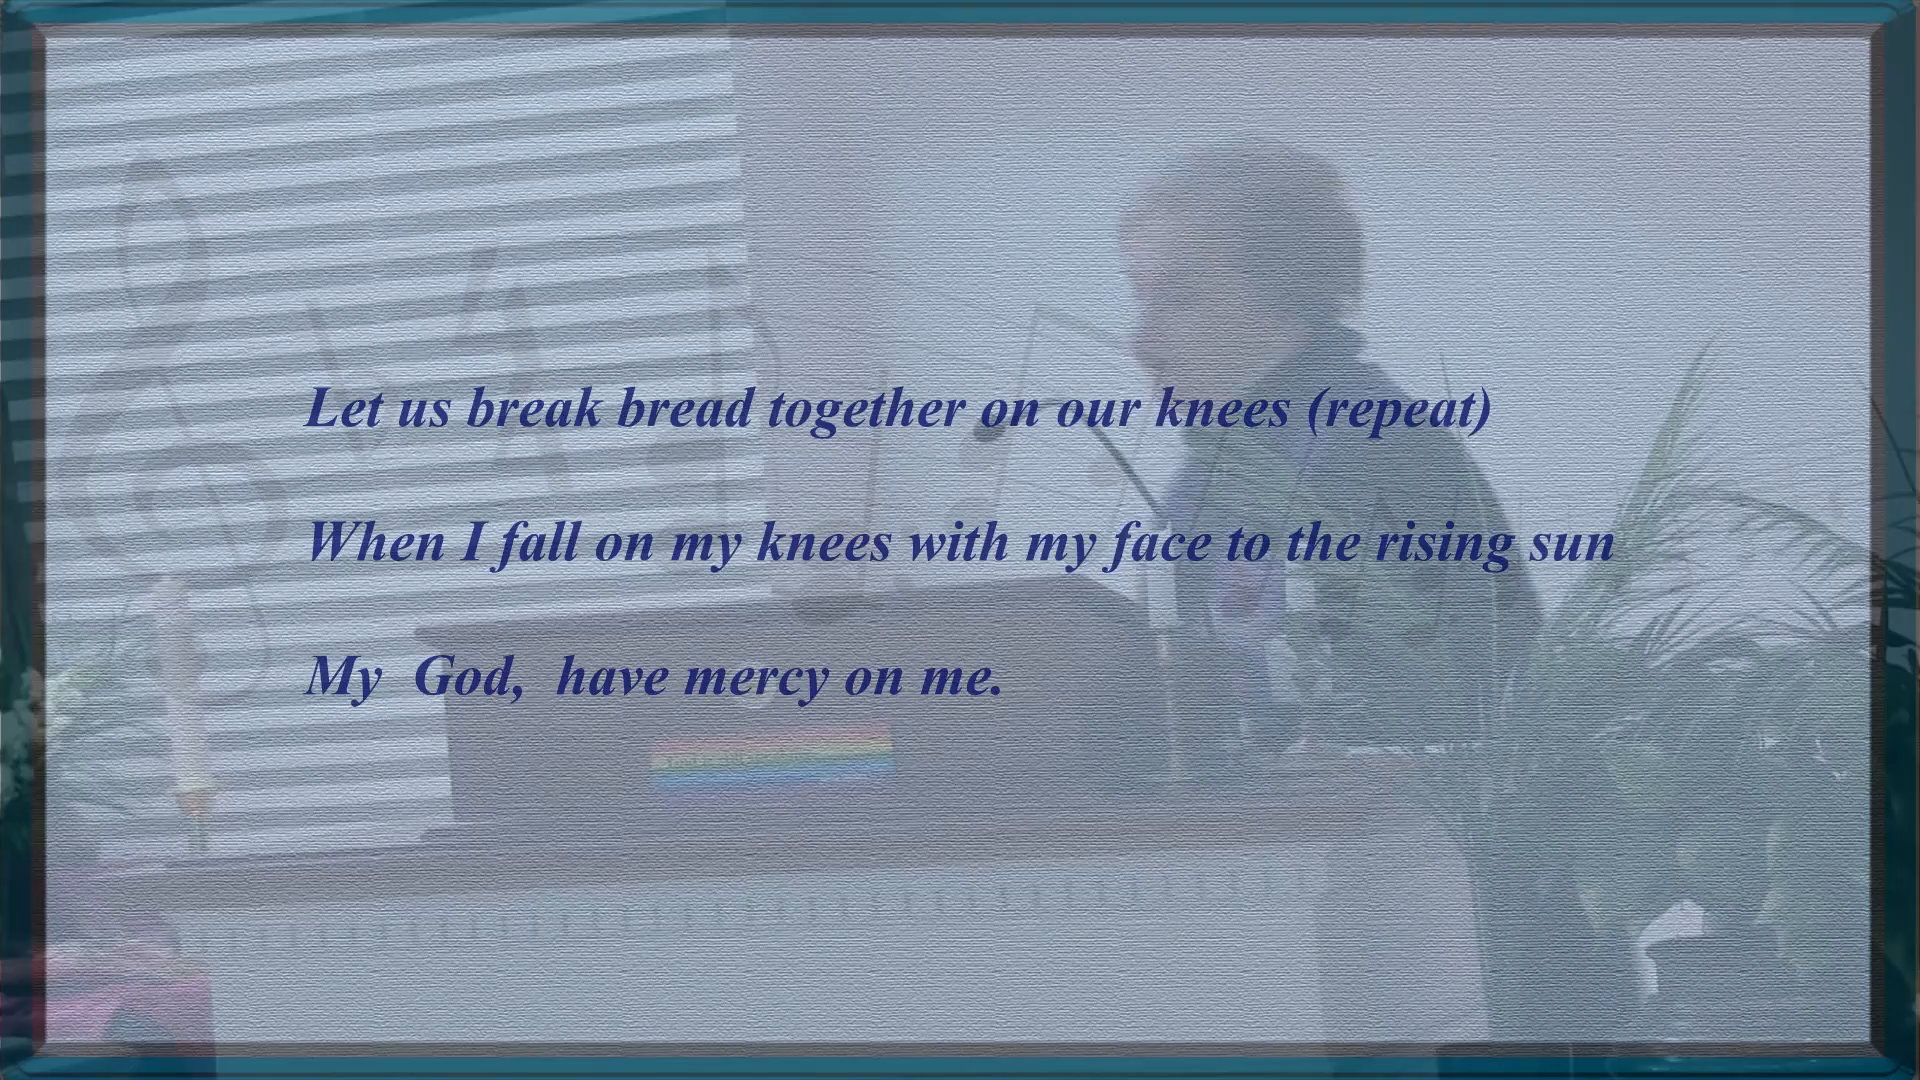 Let us break bread together on our knees (repeat)
When I fall on my knees with my face to the rising sun
My God, have mercy on me.